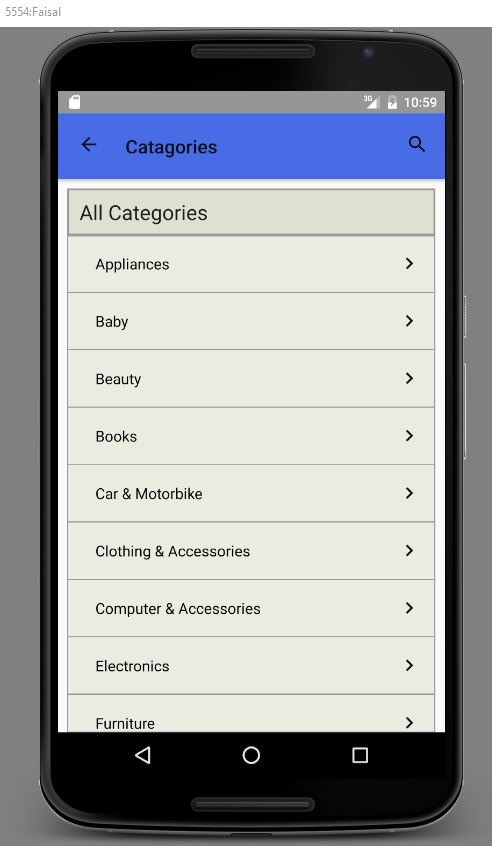 5554:Faisal
3G 10:59
Catagories
All Categories
Appliances
Baby
Beauty
Books
Car & Motorbike
Clothing & Accessories
Computer & Accessories
Electronics
Furniture